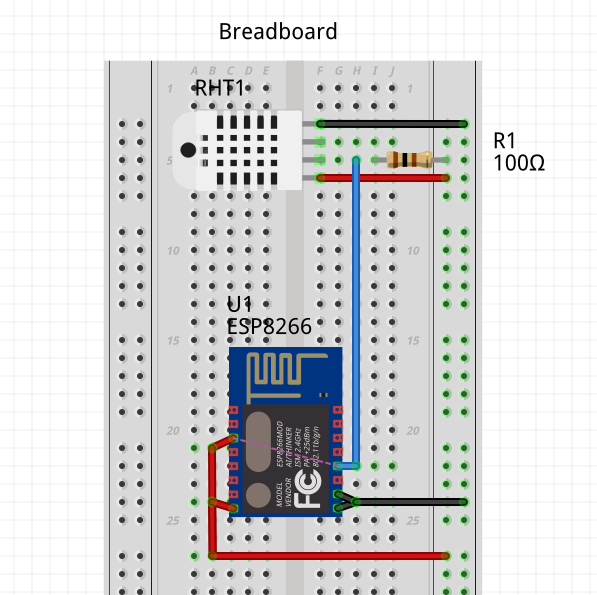 Breadboard
A B C D E F G H I J
1 1
RHT1
R1
5
100Ω
10 10
U1
15 15
ESP8266
20 20
ESP8266MOD
AI/THINKER
ISM 2.4GHz
PA +25dBm
802.11b/g/n
MODEL
VENDOR
FC
25 25